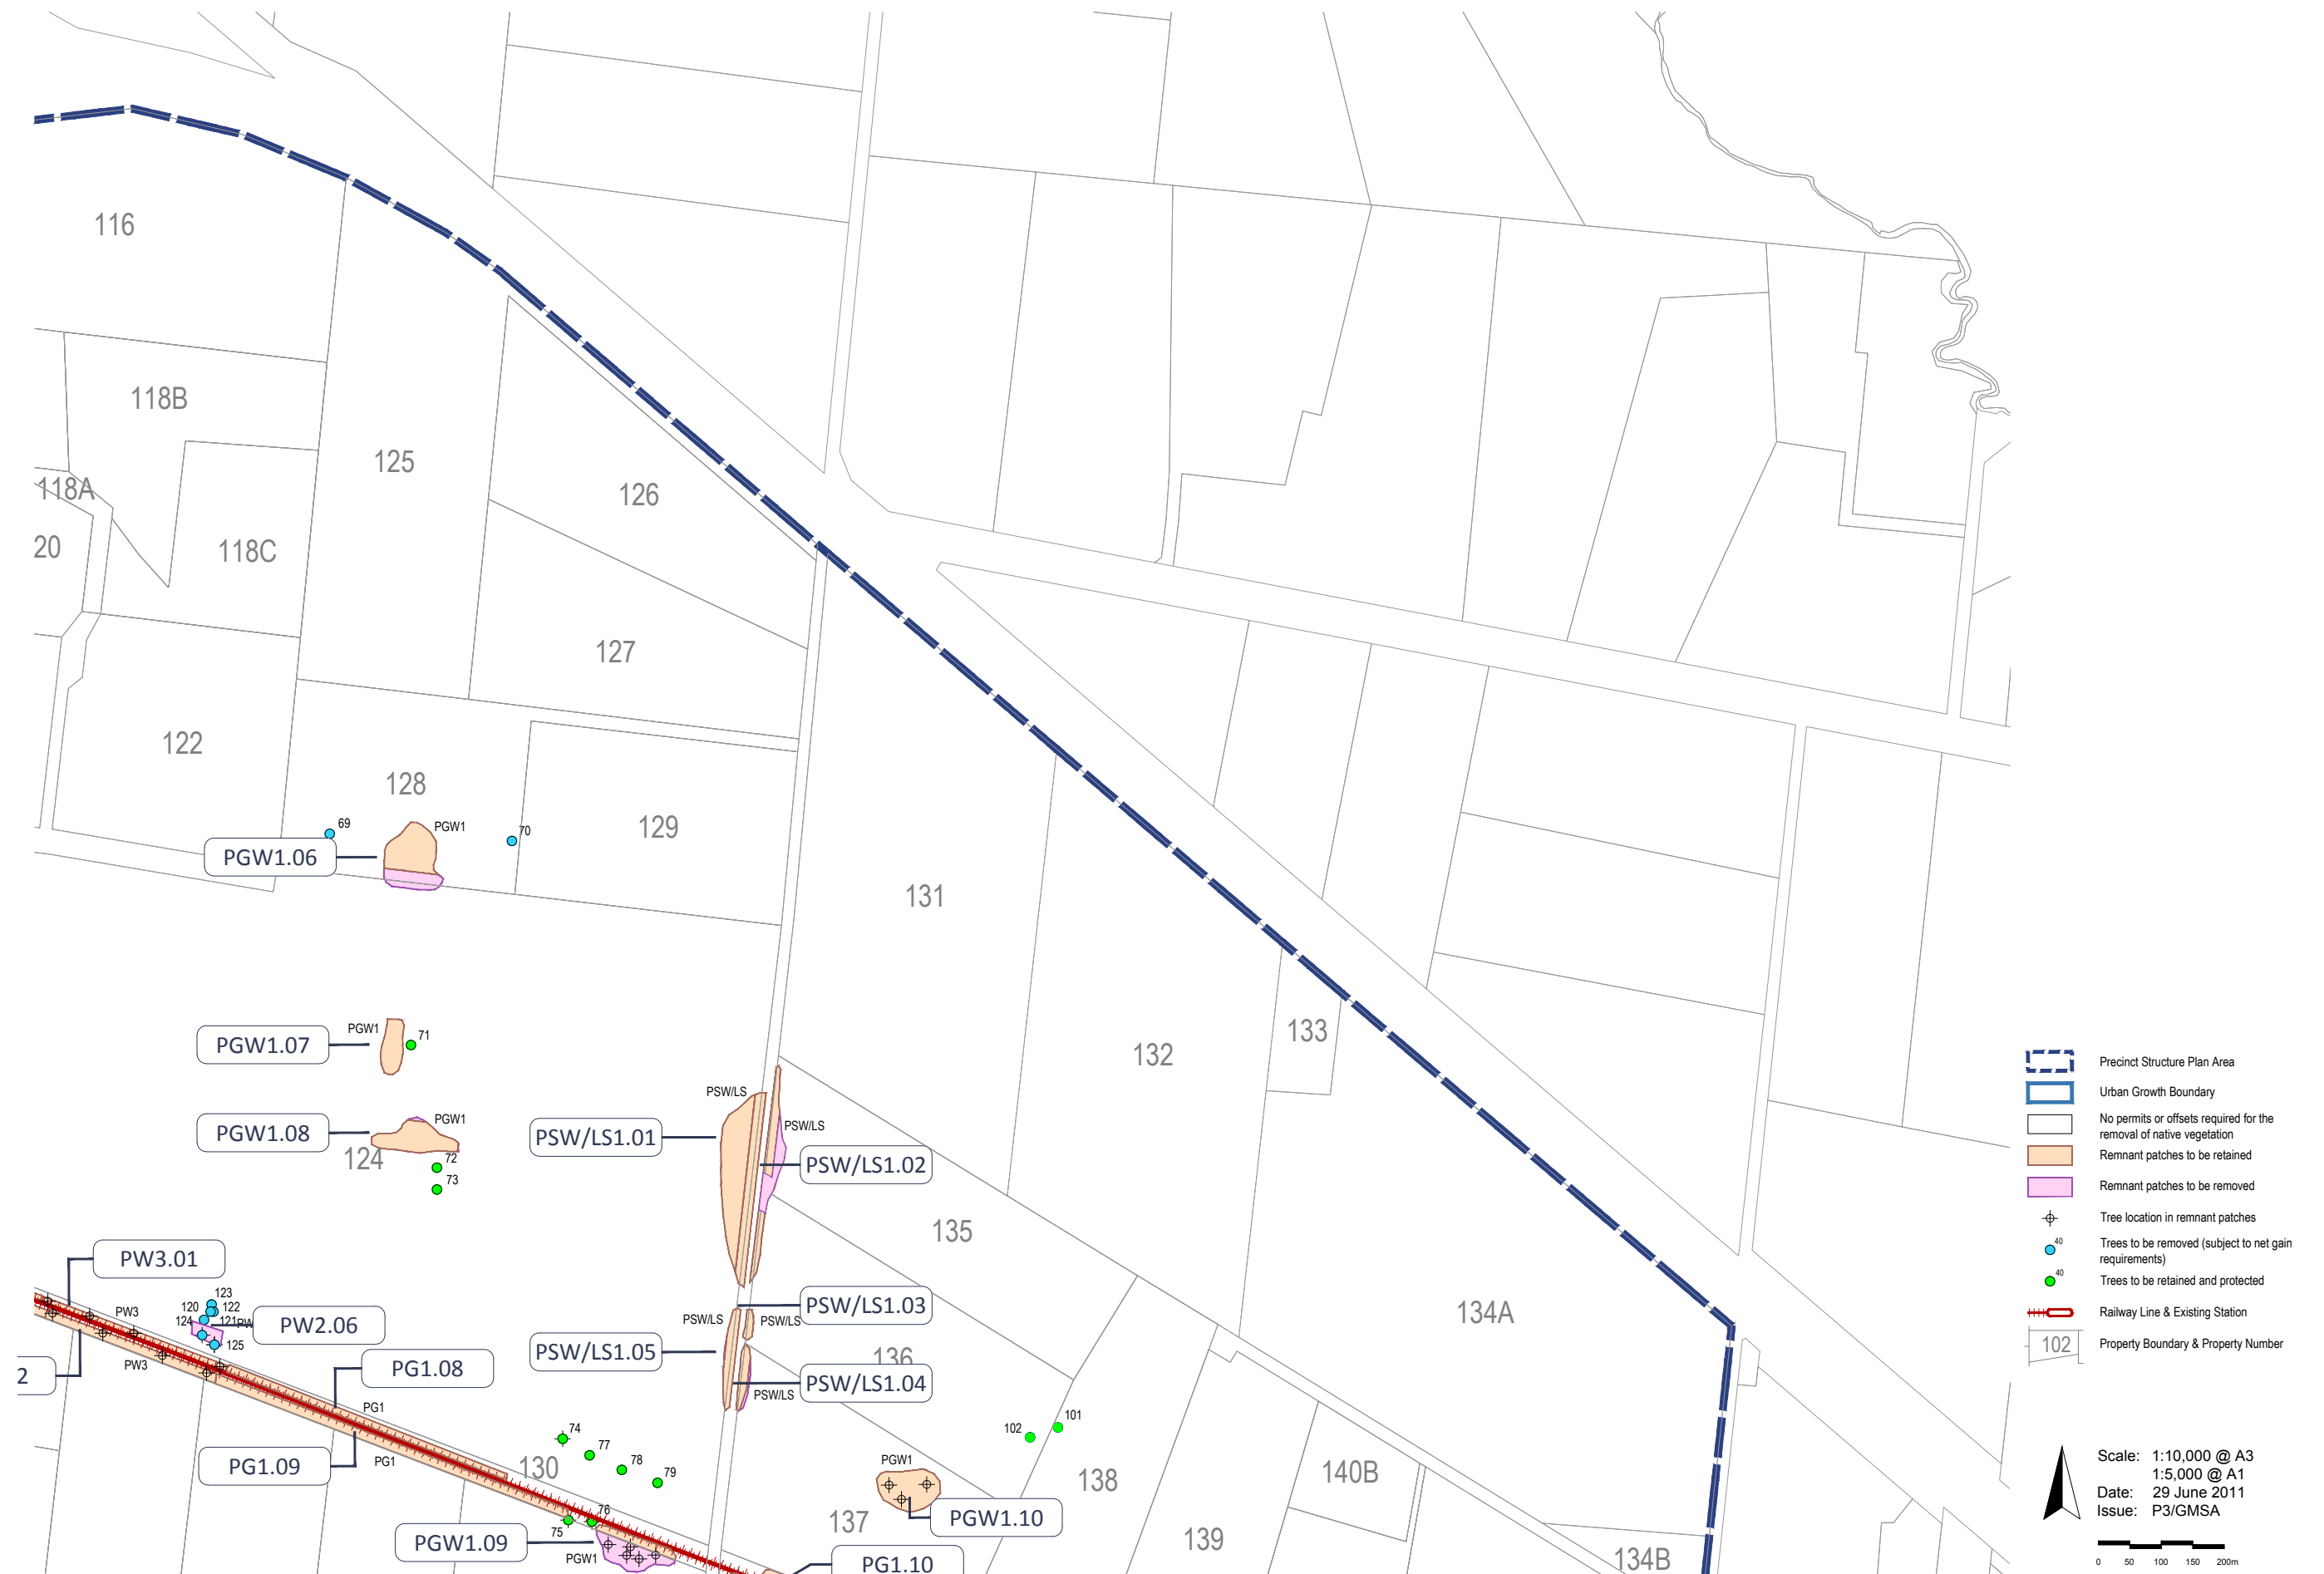 116
118B
125
118A
126
20
118C
127
122
128
69
PGW1
70
129
PGW1.06
131
PGW1
71
PGW1.07
133
132
PSW/LS
PGW1
PGW1.08
PSW/LS
PSW/LS1.01
124
72
PSW/LS1.02
73
135
PW3.01
123
PW3
120
122
PSW/LS1.03
134A
124
121
PW
PW2.06
PSW/LS
PSW/LS
125
PSW/LS1.05
136
PW3
2
PG1.08
PSW/LS1.04
PSW/LS
PG1
101
74
102
77
PG1.09
PG1
130
78
PGW1
79
138
140B
76
137
PGW1.10
75
PGW1.09
PGW1
139
PG1.10
134B
Precinct Structure Plan Area
Urban Growth Boundary
No permits or offsets required for the
removal of native vegetation
Remnant patches to be retained
Remnant patches to be removed
Tree location in remnant patches
40
Trees to be removed (subject to net gain
requirements)
40
Trees to be retained and protected
Railway Line & Existing Station
102
Property Boundary & Property Number
Scale: 1:10,000 @ A3
1:5,000 @ A1
Date: 29 June 2011
Issue: P3/GMSA
0 50 100 150 200m